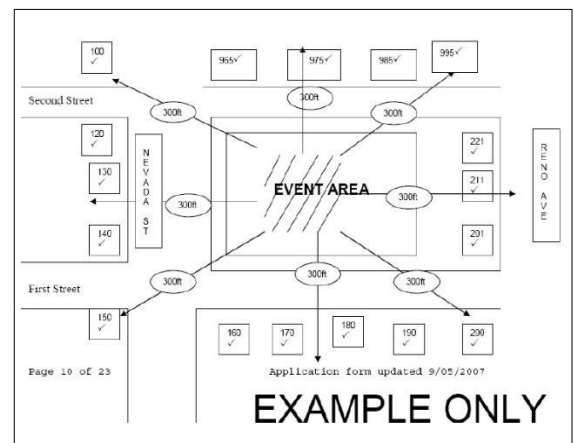 100 ✓
965✓
975✓
985✓
995✓
Second Street
300ft
300ft
300ft
120 ✓
130 ✓
140 ✓
NEVADA ST
221 ✓
211 ✓
201 ✓
RENO AVE
EVENT AREA
300ft
300ft
First Street
300ft
300ft
300ft
150 ✓
160 ✓
170 ✓
180 ✓
190 ✓
200 ✓
Page 10 of 23
Application form updated 9/05/2007
EXAMPLE ONLY